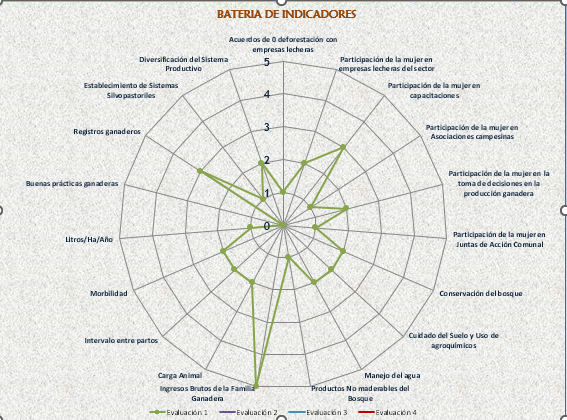 BATERIA DE INDICADORES
Acuerdos de 0 deforestación con
empresas lecheras
Participación de la mujer en
empresas lecheras del sector
Participación de la mujer en
capacitaciones
Participación de la mujer en
Asociaciones campesinas
Participación de la mujer en la
toma de decisiones en la
producción ganadera
Participación de la mujer en
Juntas de Acción Comunal
Conservación del bosque
Cuidado del Suelo y Uso de
agroquímicos
Manejo del agua
Productos No maderables del
Bosque
Ingresos Brutos de la Familia
Ganadera
Carga Animal
Intervalo entre partos
Morbilidad
Litros/Ha/Año
Buenas prácticas ganaderas
Registros ganaderos
Establecimiento de Sistemas
Silvopastoriles
Diversificación del Sistema
Productivo
5
4
3
2
1
0
Evaluación 1
Evaluación 2
Evaluación 3
Evaluación 4